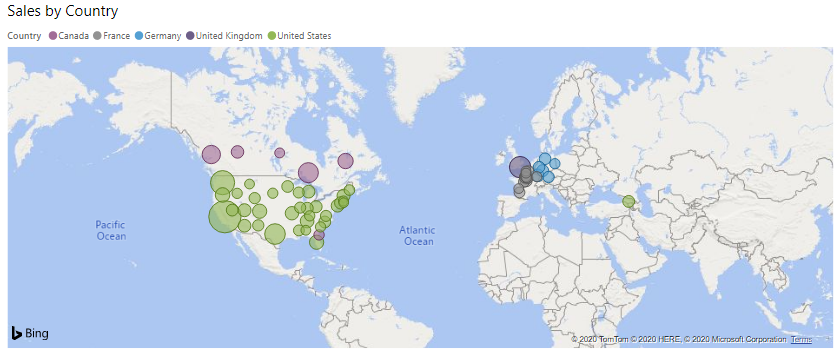 Sales by Country
Country Canada France Germany United Kingdom United States
Pacific
Ocean
Atlantic
Ocean
Bing
© 2020 TomTom © 2020 HERE, © 2020 Microsoft Corporation Terms